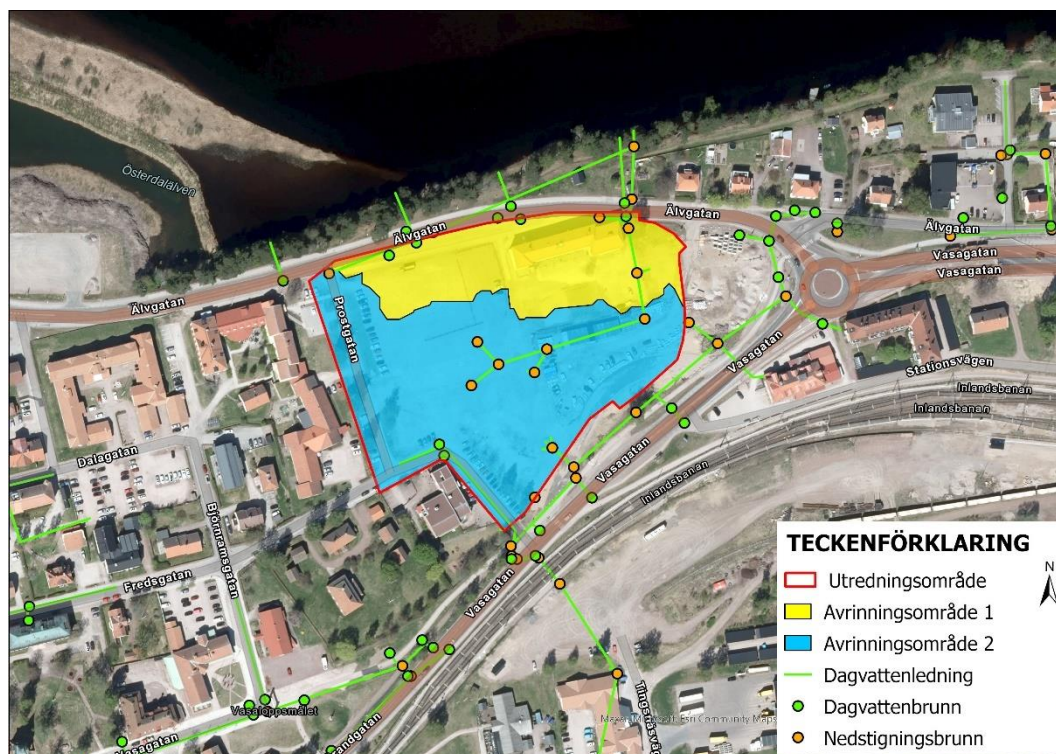 Österdalälven
Älvgatan
Älvgatan
Älvgatan
Älvgatan
Vasagatan
Vasagatan
Prostgatan
Vasagatan
Stationsvägen
Inlandsbanan
Inlandsbanan
Dalagatan
Björnramsgatan
Vasagatan
Inlandsbanan
Fredsgatan
Vasagatan
Vasaloppsmålet
Vasagatan
TECKENFÖRKLARING
Utredningsområde
Avrinningsområde 1
Avrinningsområde 2
Dagvattenledning
Dagvattenbrunn
Nedstigningsbrunn
N